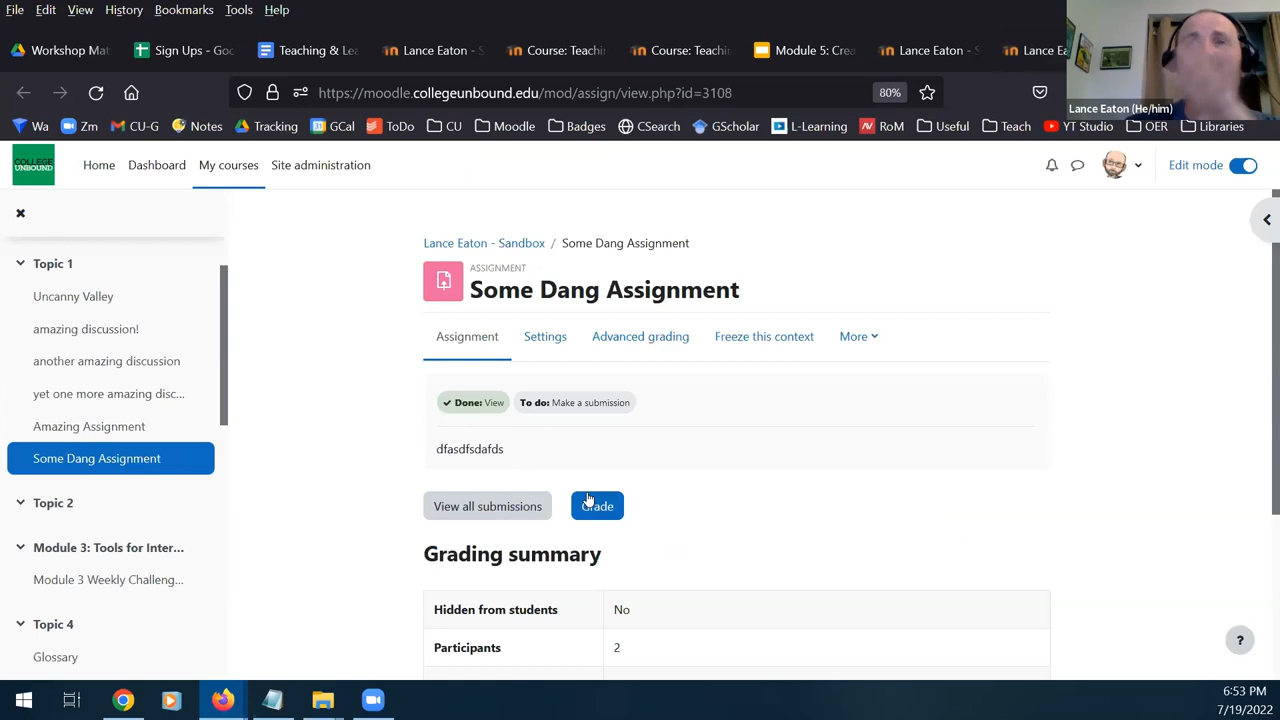 File Edit View History Bookmarks Tools Help
Workshop Mat Sign Ups - Goo Teaching & Lea Lance Eaton - S Course: Teachi Course: Teachi Module 5: Crea Lance Eaton - S Lance Ea
https://moodle.collegeunbound.edu/mod/assign/view.php?id=3108 80%
Lance Eaton (He/him)
Wa Zm CU-G Notes Tracking GCal ToDo CU Moodle Badges CSearch GScholar L-Learning RoM Useful Teach YT Studio OER Libraries
COLLEGE
UNBOUND
Home Dashboard My courses Site administration Edit mode
Topic 1
Uncanny Valley
amazing discussion!
another amazing discussion
yet one more amazing disc...
Amazing Assignment
Some Dang Assignment
Topic 2
Module 3: Tools for Inter...
Module 3 Weekly Challeng...
Topic 4
Glossary
Lance Eaton - Sandbox / Some Dang Assignment
ASSIGNMENT
Some Dang Assignment
Assignment Settings Advanced grading Freeze this context More
Done: View To do: Make a submission
dfasdfsdafds
View all submissions Grade
Grading summary
Hidden from students No
Participants 2
?
6:53 PM
7/19/2022